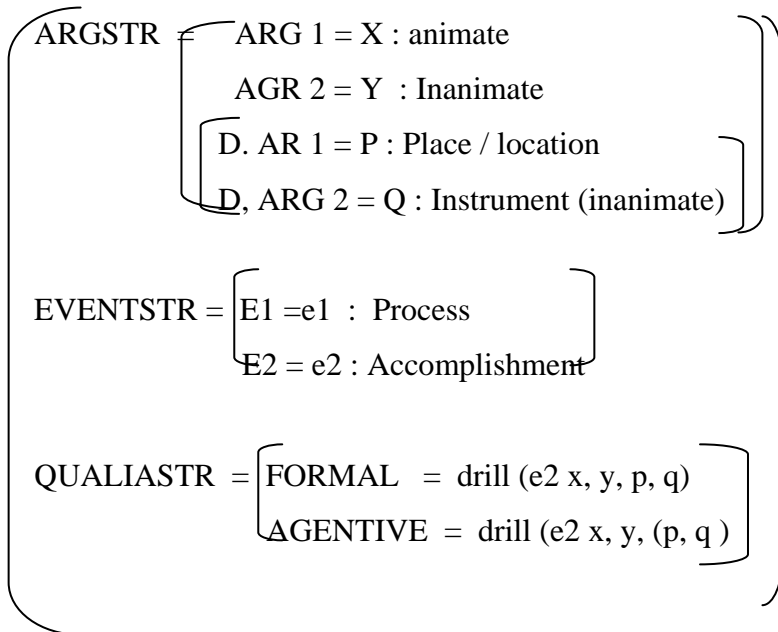 ARGSTR = ARG 1 = X : animate
AGR 2 = Y : Inanimate
D. AR 1 = P : Place / location
D, ARG 2 = Q : Instrument (inanimate)
EVENTSTR = E1 =e1 : Process
E2 = e2 : Accomplishment
QUALIASTR = FORMAL = drill (e2 x, y, p, q)
AGENTIVE = drill (e2 x, y, (p, q )